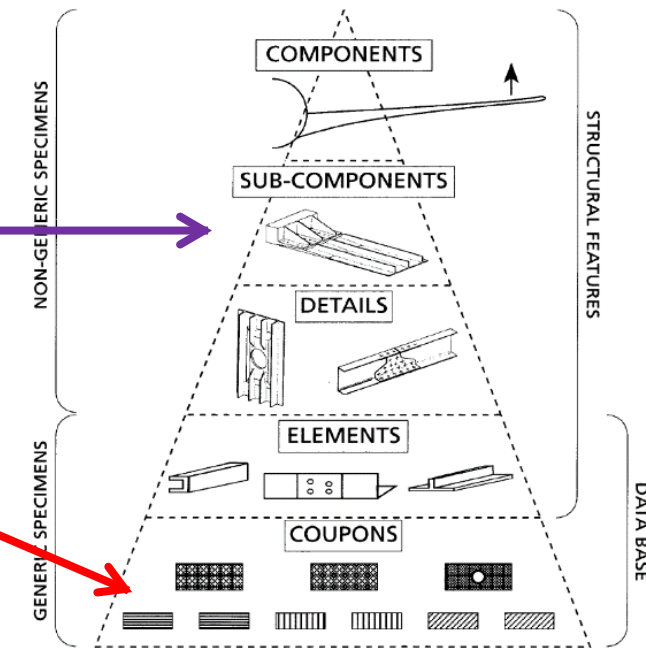 COMPONENTS
SUB-COMPONENTS
DETAILS
ELEMENTS
COUPONS
NON-GENERIC SPECIMENS
GENERIC SPECIMENS
STRUCTURAL FEATURES
DATA BASE